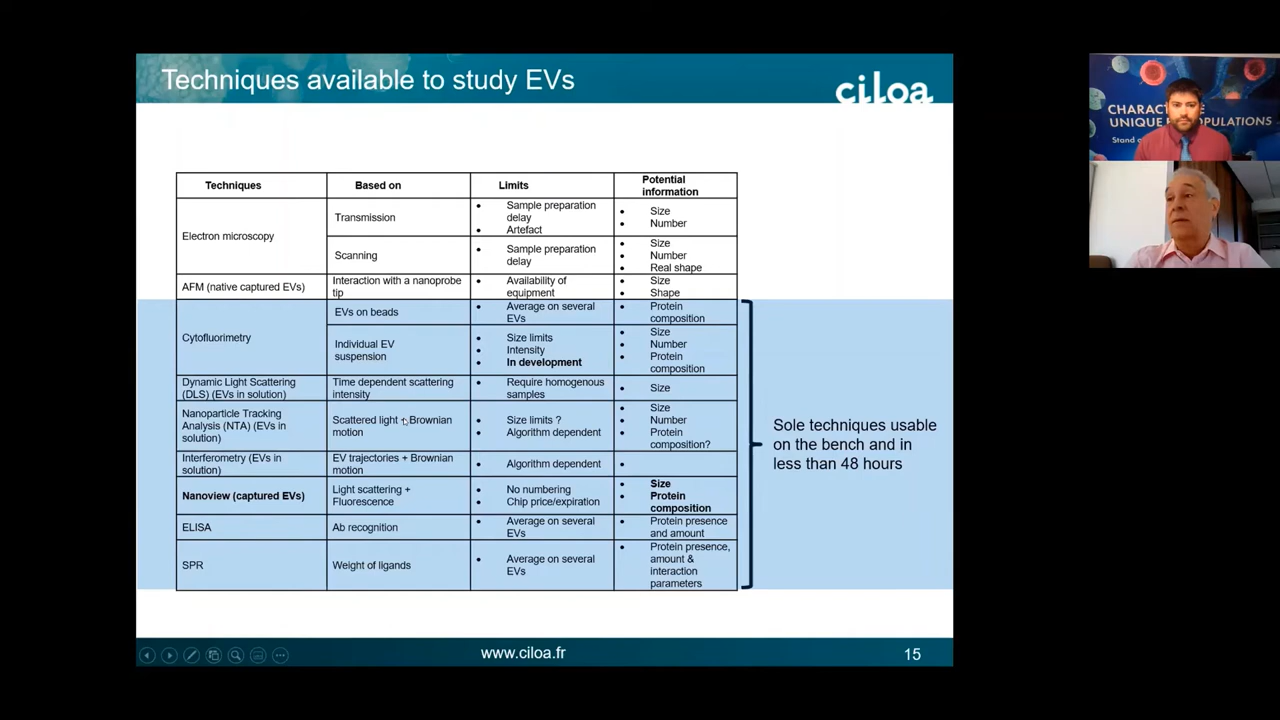 Techniques available to study EVs
ciloa
CHARACT
UNIQUE
OPULATIONS
Stand
Techniques
Based on
Limits
Potential
information
Electron microscopy
Transmission
• Sample preparation
delay
• Artefact
• Size
• Number
Scanning
• Sample preparation
delay
• Size
• Number
• Real shape
AFM (native captured EVs)
Interaction with a nanoprobe
tip
• Availability of
equipment
• Size
• Shape
Cytofluorimetry
EVs on beads
• Average on several
EVs
• Protein
composition
Individual EV
suspension
• Size limits
• Intensity
• In development
• Size
• Number
• Protein
composition
Dynamic Light Scattering
(DLS) (EVs in solution)
Time dependent scattering
intensity
• Require homogenous
samples
• Size
Nanoparticle Tracking
Analysis (NTA) (EVs in
solution)
Scattered light + Brownian
motion
• Size limits ?
• Algorithm dependent
• Size
• Number
• Protein
composition?
Interferometry (EVs in
solution)
EV trajectories + Brownian
motion
• Algorithm dependent
•
Nanoview (captured EVs)
Light scattering +
Fluorescence
• No numbering
• Chip price/expiration
• Size
• Protein
composition
ELISA
Ab recognition
• Average on several
EVs
• Protein presence
and amount
SPR
Weight of ligands
• Average on several
EVs
• Protein presence,
amount &
interaction
parameters
Sole techniques usable
on the bench and in
less than 48 hours
www.ciloa.fr
15